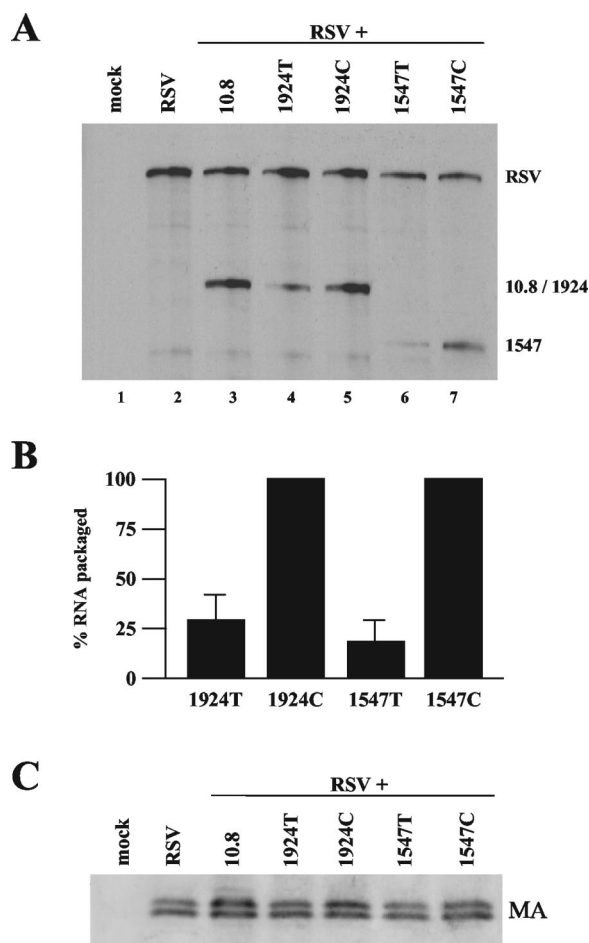 A
RSV +
mock RSV 10.8 1924T 1924C 1547T 1547C
RSV
10.8 / 1924
1547
1 2 3 4 5 6 7
B
% RNA packaged
100
75
50
25
0
1924T 1924C 1547T 1547C
C
RSV +
mock RSV 10.8 1924T 1924C 1547T 1547C
MA